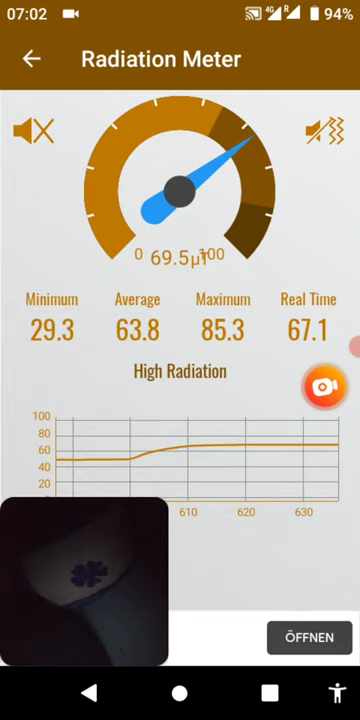 07:02 4G R 94%
Radiation Meter
0 69.5µT 100
Minimum Average Maximum Real Time
29.3 63.8 85.3 67.1
High Radiation
100
80
60
40
20
610 620 630
ÖFFNEN